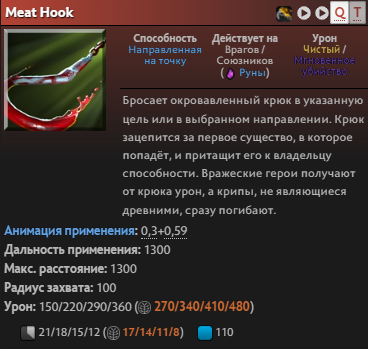 Meat Hook Q T
Способность Действует на Урон
Направленная Врагов / Чистый /
на точку Союзников Мгновенное
( Руны) убийство
Бросает окровавленный крюк в указанную
цель или в выбранном направлении. Крюк
зацепится за первое существо, в которое
попадёт, и притащит его к владельцу
способности. Вражеские герои получают
от крюка урон, а крипы, не являющиеся
древними, сразу погибают.
Анимация применения: 0,3+0,59
Дальность применения: 1300
Макс. расстояние: 1300
Радиус захвата: 100
Урон: 150/220/290/360 ( 270/340/410/480)
21/18/15/12 ( 17/14/11/8) 110